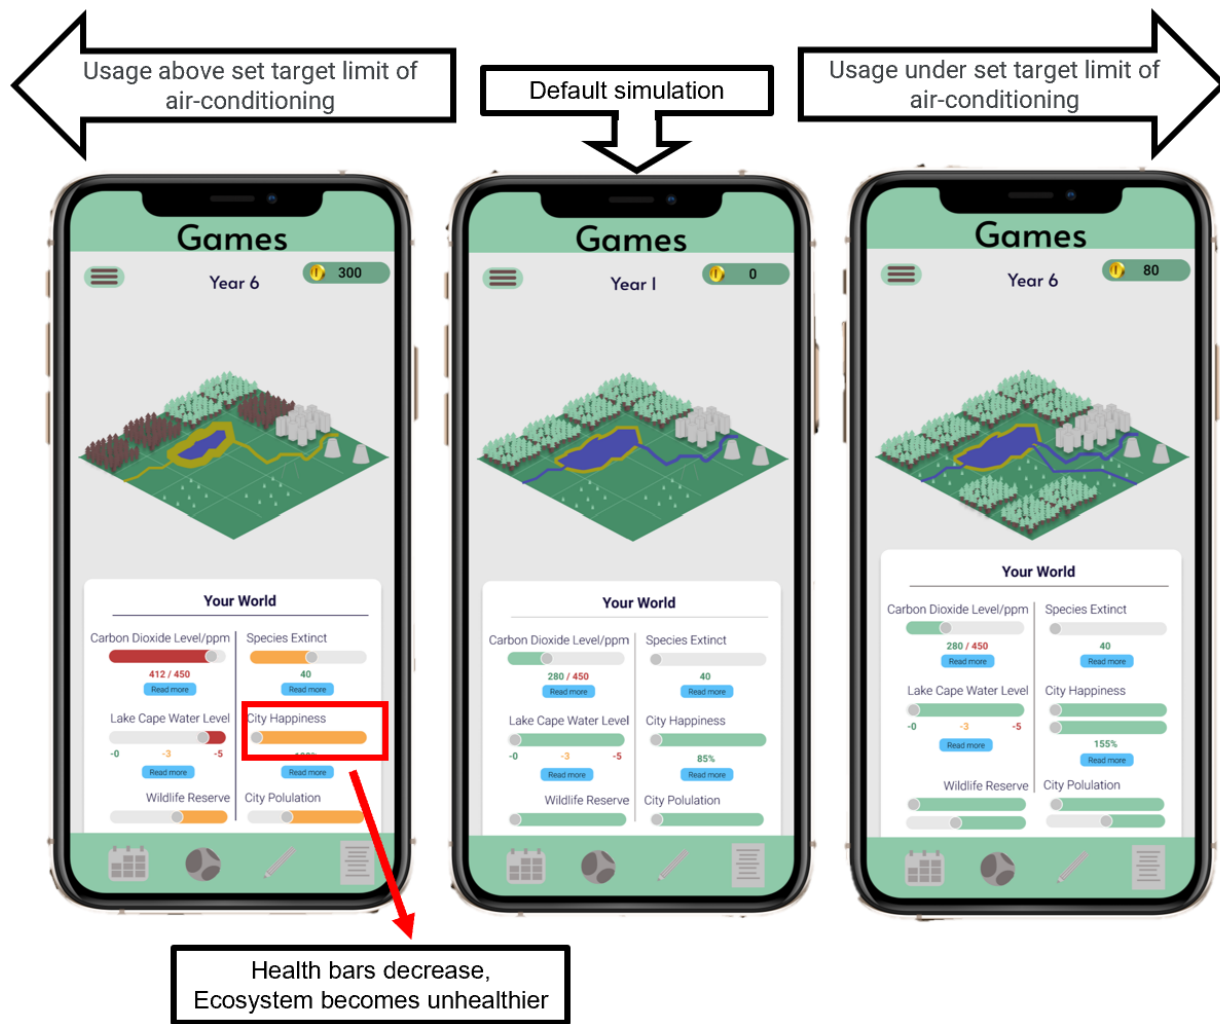 Usage above set target limit of
air-conditioning
Default simulation
Usage under set target limit of
air-conditioning
Games
300
Year 6
Your World
Carbon Dioxide Level/ppm
Species Extinct
412 / 450
40
Read more
Read more
Lake Cape Water Level
City Happiness
-0
-3
-5
Read more
Read more
Wildlife Reserve
City Polulation
Games
0
Year 1
Your World
Carbon Dioxide Level/ppm
Species Extinct
280 / 450
40
Read more
Read more
Lake Cape Water Level
City Happiness
-0
-3
-5
85%
Read more
Read more
Wildlife Reserve
City Polulation
Games
80
Year 6
Your World
Carbon Dioxide Level/ppm
Species Extinct
280 / 450
40
Read more
Read more
Lake Cape Water Level
City Happiness
-0
-3
-5
155%
Read more
Read more
Wildlife Reserve
City Polulation
Health bars decrease,
Ecosystem becomes unhealthier